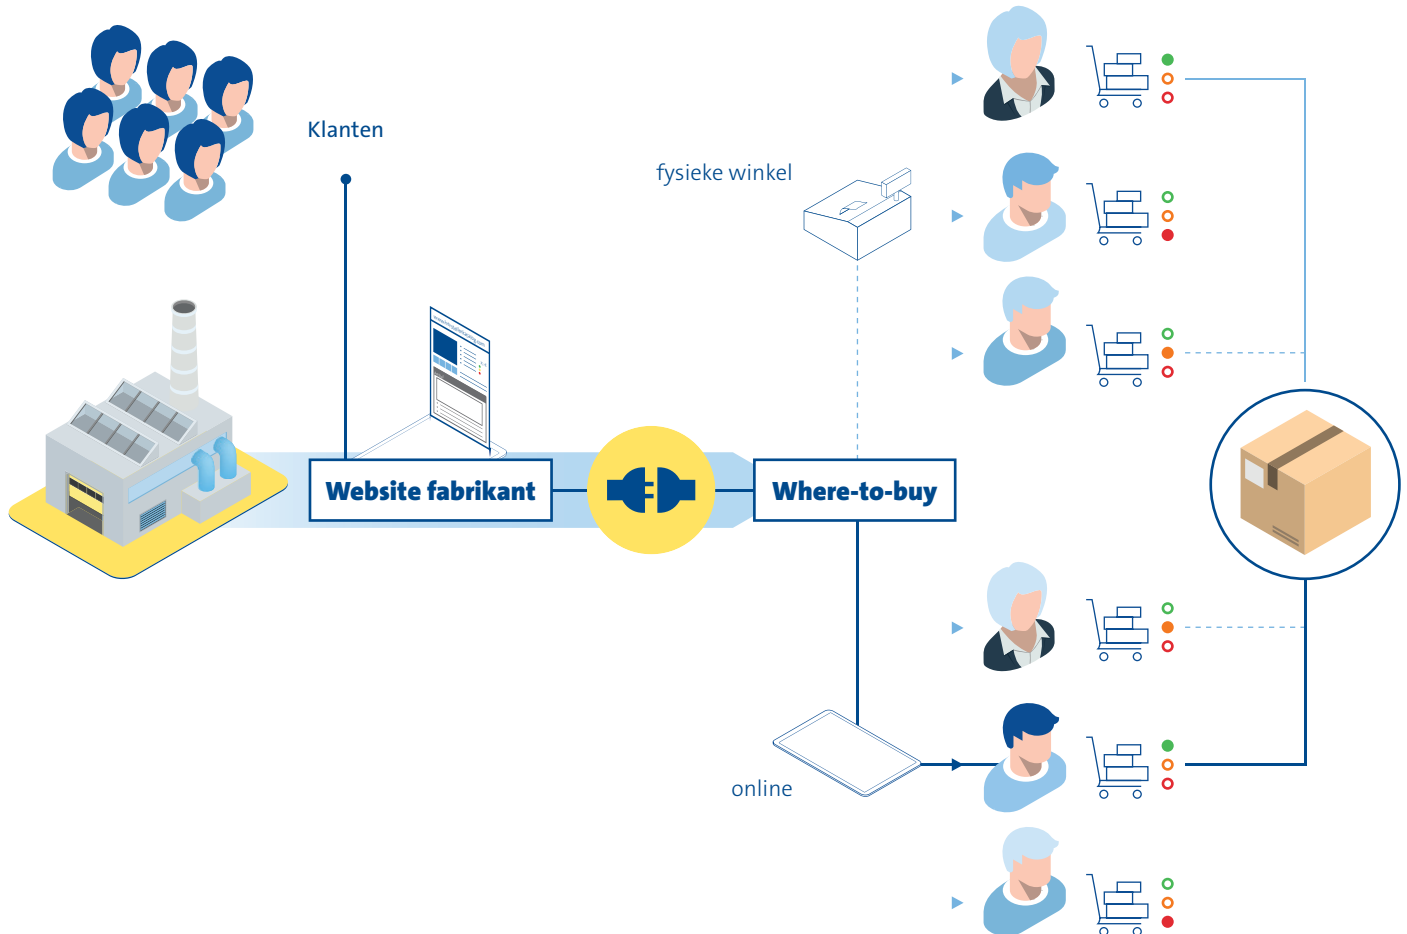 Klanten
fysieke winkel
Website fabrikant
Where-to-buy
online